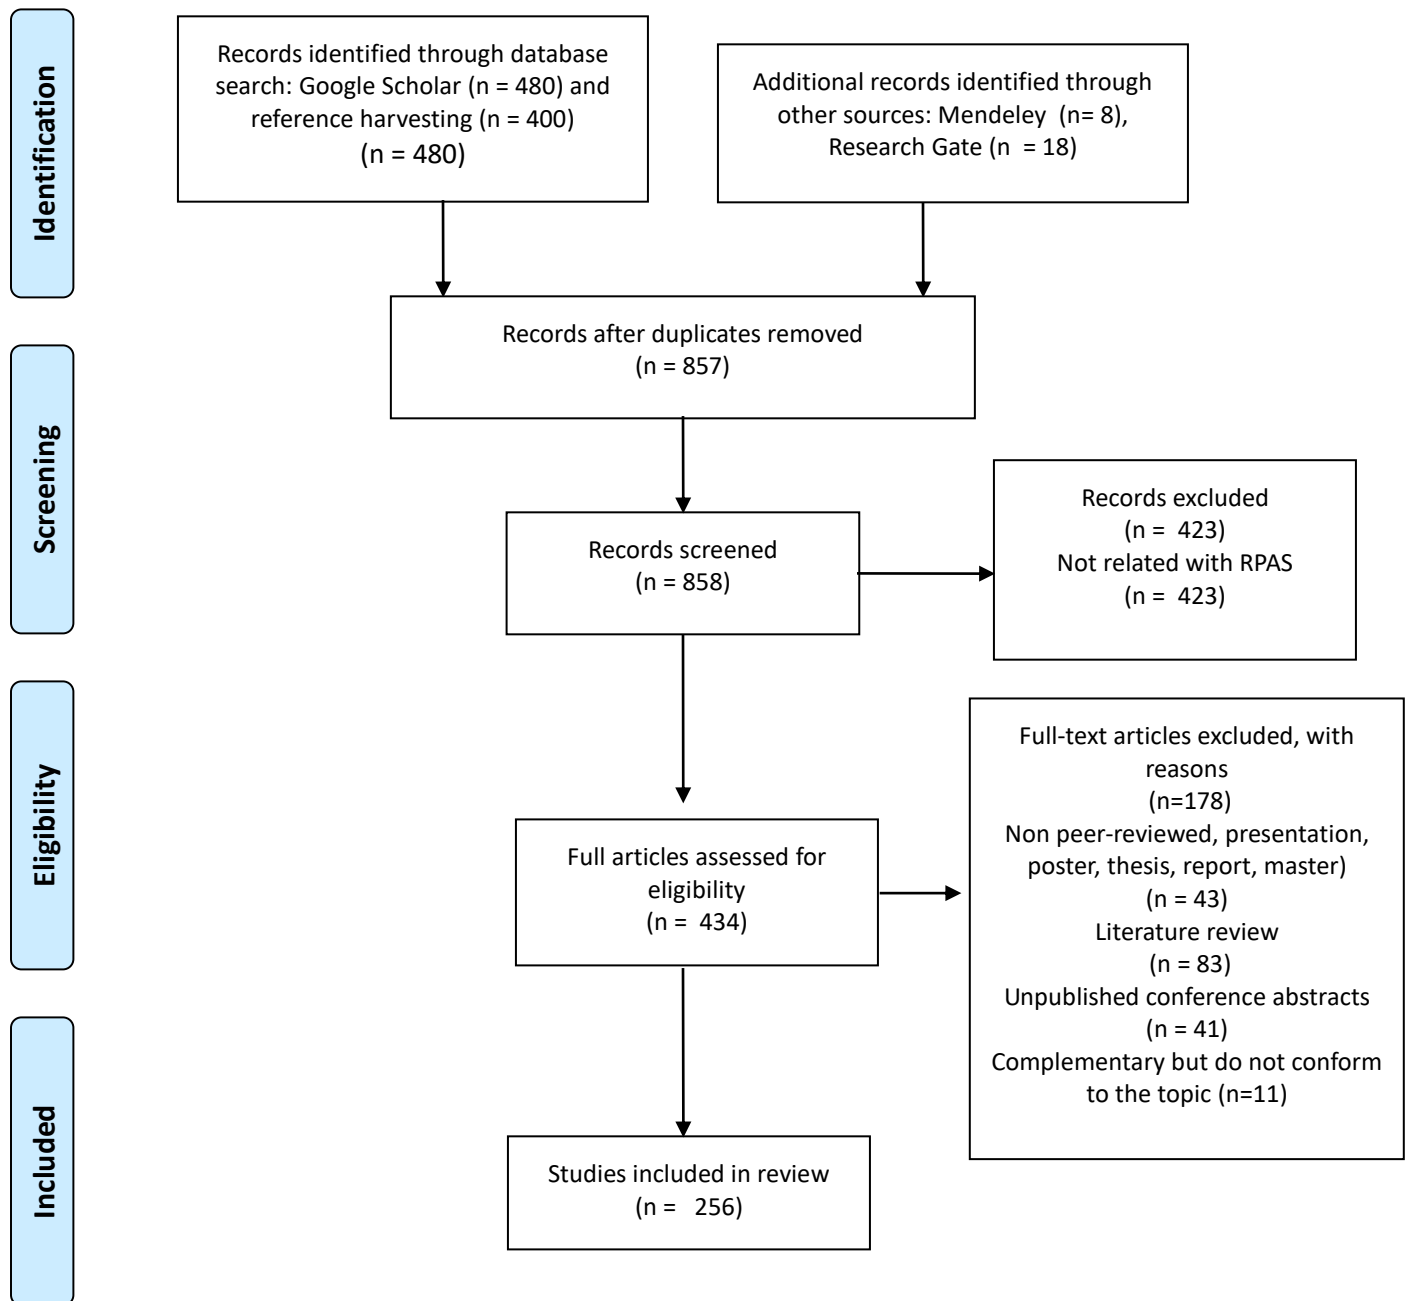 Identification
Records identified through database
search: Google Scholar (n = 480) and
reference harvesting (n = 400)
(n = 480)
Additional records identified through
other sources: Mendeley (n= 8),
Research Gate (n = 18)
Records after duplicates removed
(n = 857)
Screening
Records screened
(n = 858)
Records excluded
(n = 423)
Not related with RPAS
(n = 423)
Eligibility
Full articles assessed for
eligibility
(n = 434)
Full-text articles excluded, with
reasons
(n=178)
Non peer-reviewed, presentation,
poster, thesis, report, master)
(n = 43)
Literature review
(n = 83)
Unpublished conference abstracts
(n = 41)
Complementary but do not conform
to the topic (n=11)
Included
Studies included in review
(n = 256)